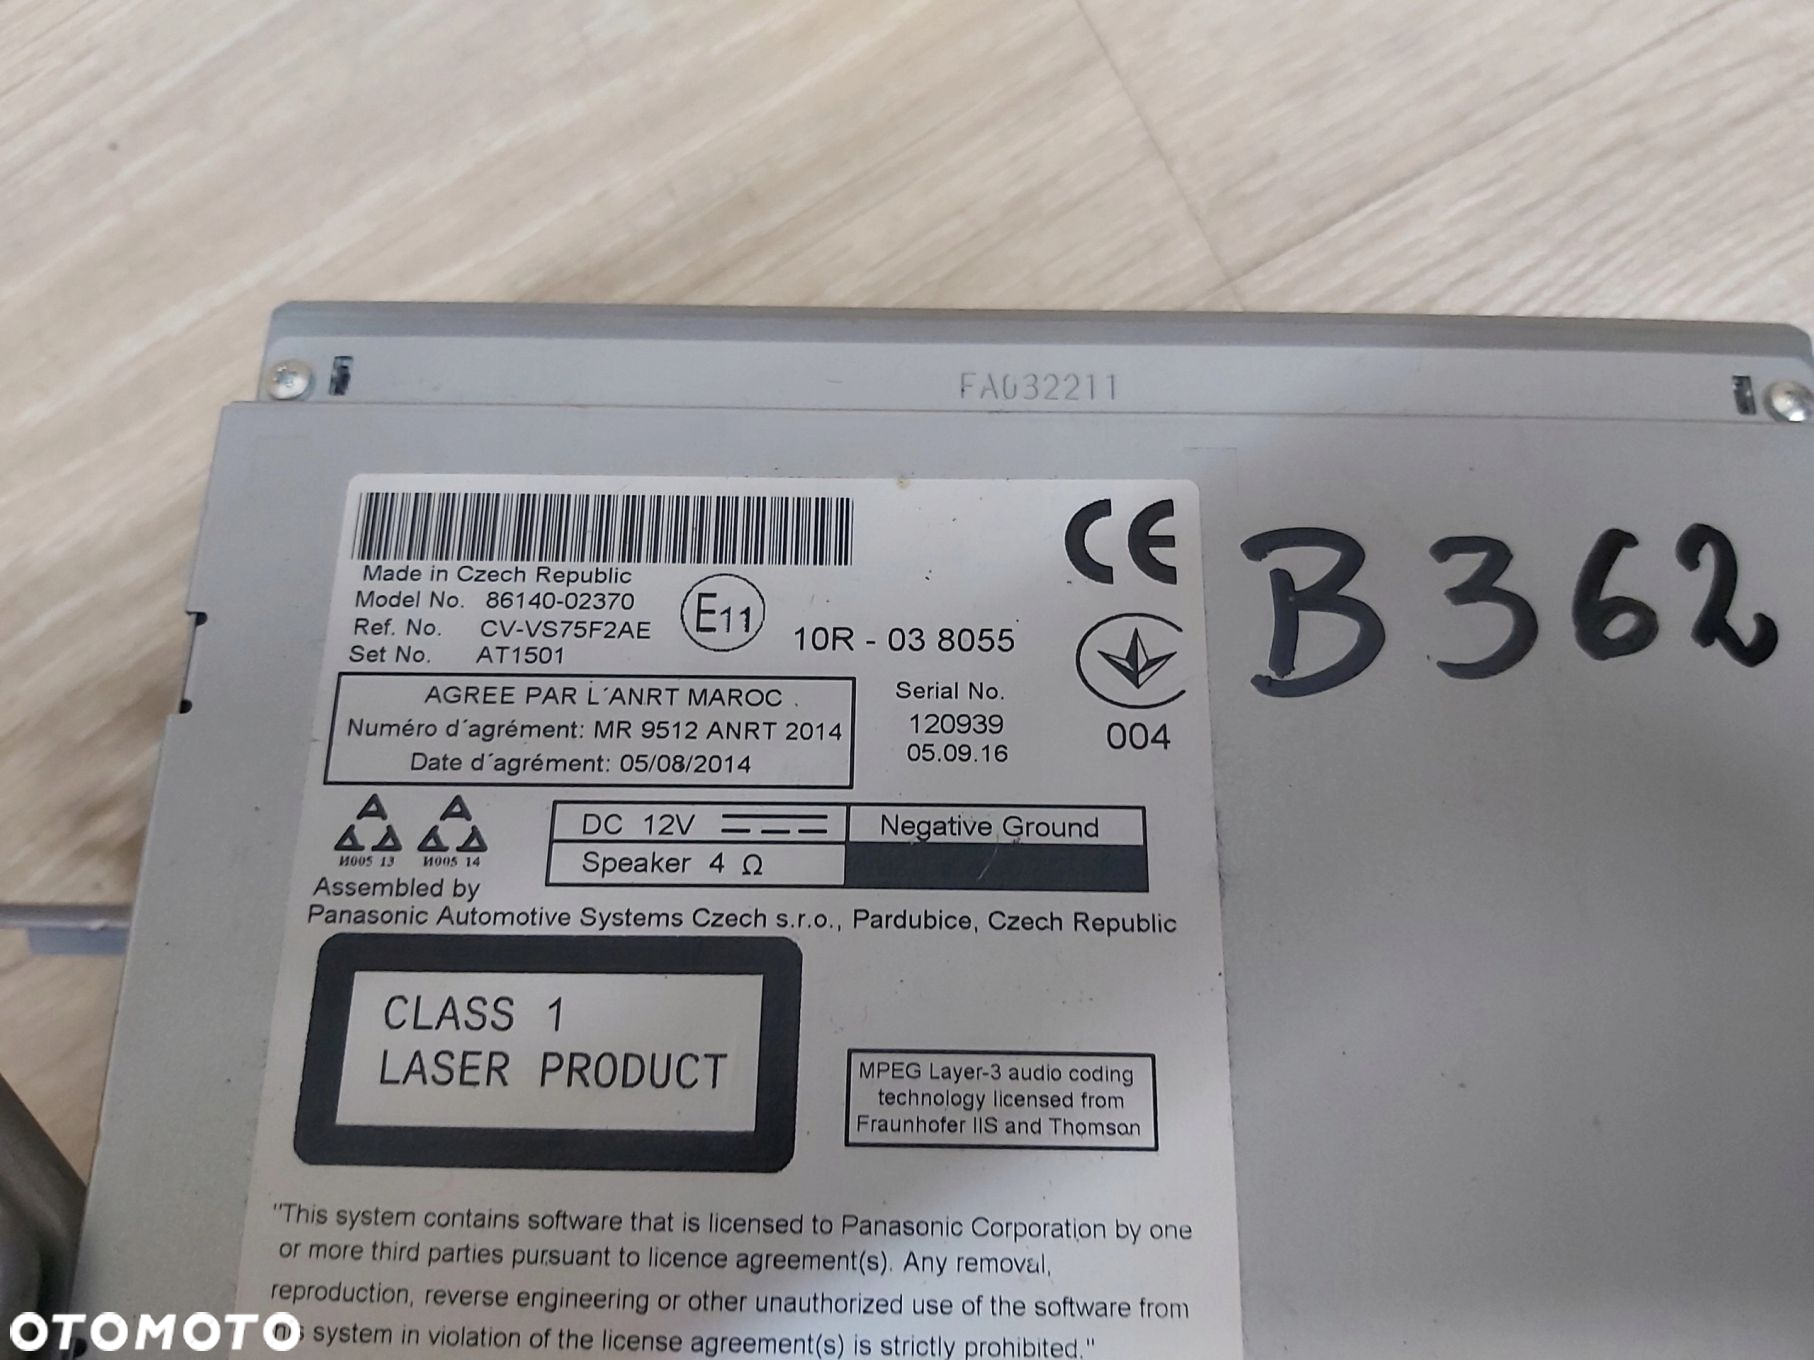 FA032211
CE
B 362
Made in Czech Republic
Model No. 86140-02370
Ref. No. CV-VS75F2AE
Set No. AT1501
E11
10R - 03 8055
AGREE PAR L´ANRT MAROC
Numéro d´agrément: MR 9512 ANRT 2014
Date d´agrément: 05/08/2014
Serial No.
120939
05.09.16
004
И005 13 И005 14
DC 12V Negative Ground
Speaker 4 Ω
Assembled by
Panasonic Automotive Systems Czech s.r.o., Pardubice, Czech Republic
CLASS 1
LASER PRODUCT
MPEG Layer-3 audio coding
technology licensed from
Fraunhofer IIS and Thomson
"This system contains software that is licensed to Panasonic Corporation by one
or more third parties pursuant to licence agreement(s). Any removal,
reproduction, reverse engineering or other unauthorized use of the software from
this system in violation of the license agreement(s) is strictly prohibited."
OTOMOTO